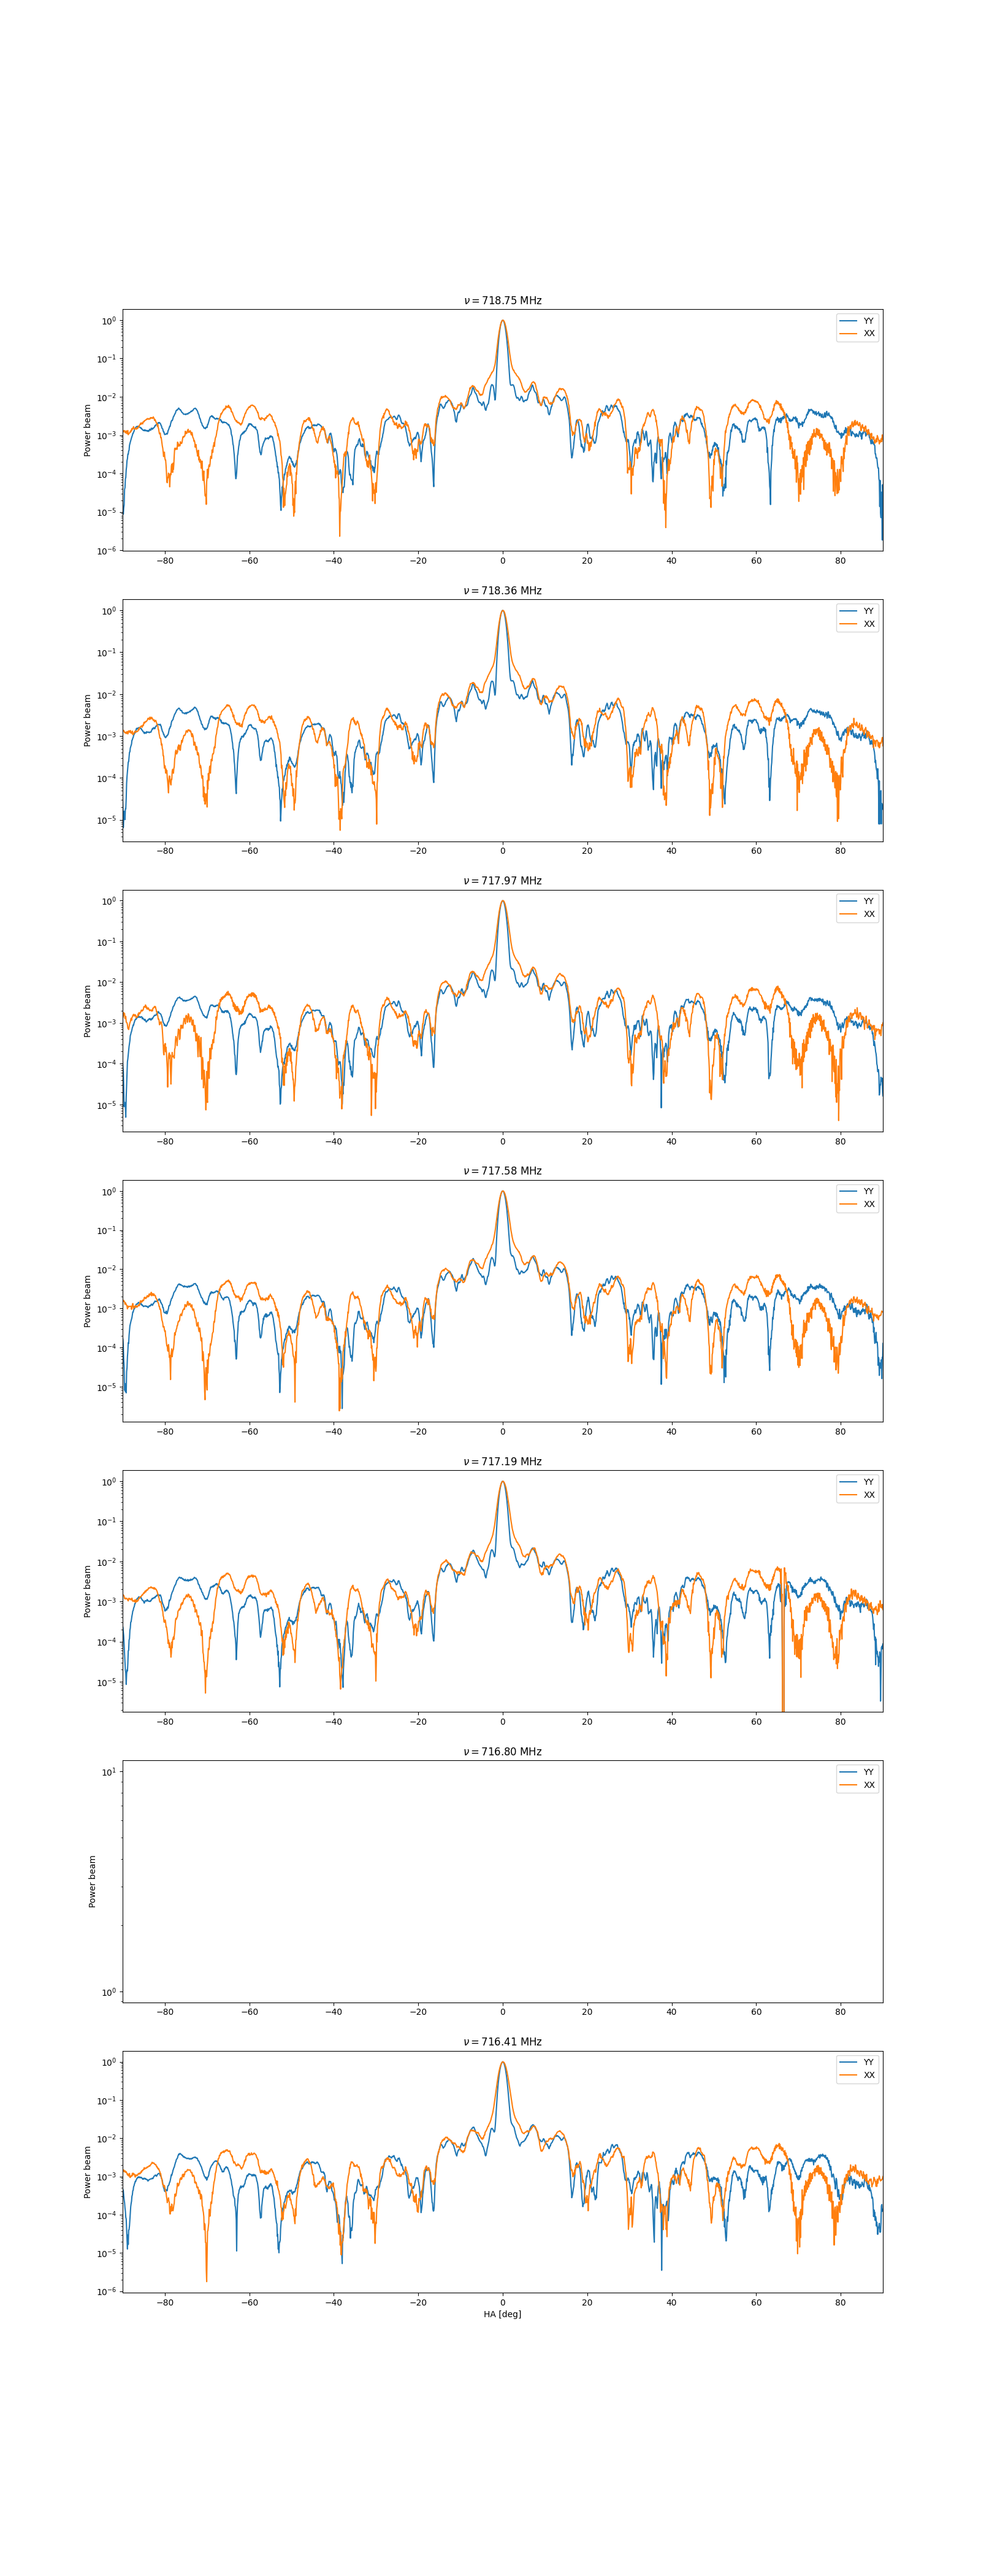 ν = 718.75 MHz
Power beam
10⁰
10⁻¹
10⁻²
10⁻³
10⁻⁴
10⁻⁵
10⁻⁶
YY
XX
−80 −60 −40 −20 0 20 40 60 80
ν = 718.36 MHz
Power beam
10⁰
10⁻¹
10⁻²
10⁻³
10⁻⁴
10⁻⁵
YY
XX
−80 −60 −40 −20 0 20 40 60 80
ν = 717.97 MHz
Power beam
10⁰
10⁻¹
10⁻²
10⁻³
10⁻⁴
10⁻⁵
YY
XX
−80 −60 −40 −20 0 20 40 60 80
ν = 717.58 MHz
Power beam
10⁰
10⁻¹
10⁻²
10⁻³
10⁻⁴
10⁻⁵
YY
XX
−80 −60 −40 −20 0 20 40 60 80
ν = 717.19 MHz
Power beam
10⁰
10⁻¹
10⁻²
10⁻³
10⁻⁴
10⁻⁵
YY
XX
−80 −60 −40 −20 0 20 40 60 80
ν = 716.80 MHz
Power beam
10¹
10⁰
YY
XX
−80 −60 −40 −20 0 20 40 60 80
ν = 716.41 MHz
Power beam
10⁰
10⁻¹
10⁻²
10⁻³
10⁻⁴
10⁻⁵
10⁻⁶
YY
XX
−80 −60 −40 −20 0 20 40 60 80
HA [deg]